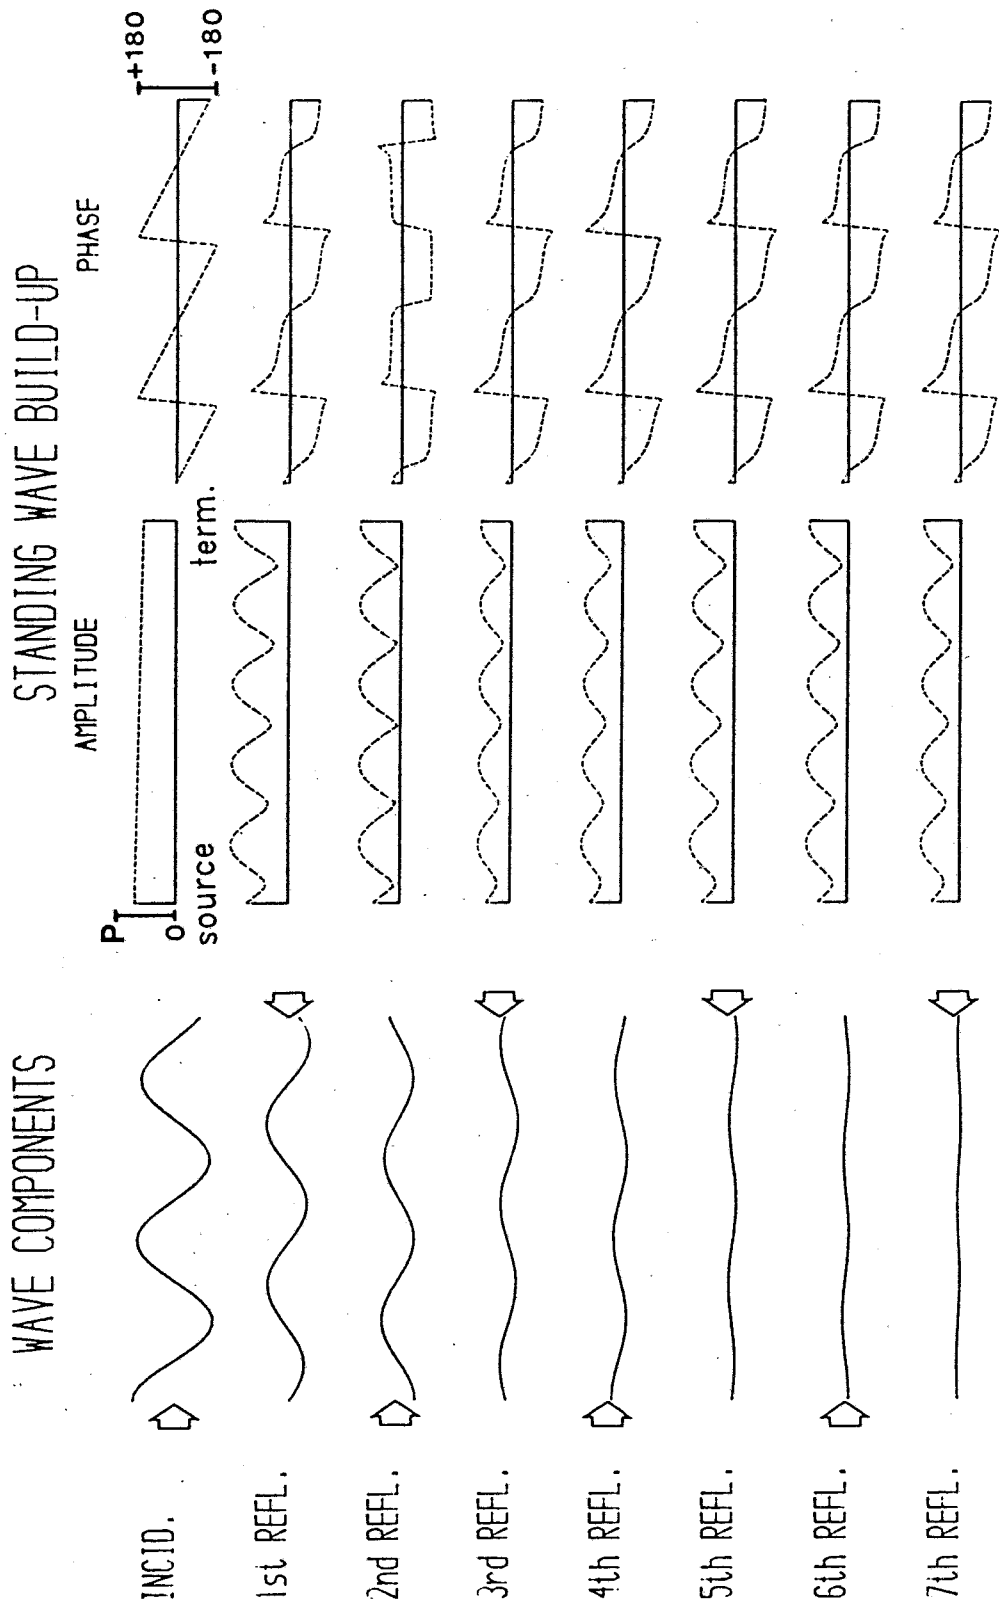 WAVE COMPONENTS
STANDING WAVE BUILD-UP
AMPLITUDE
PHASE
INCID.
P
0
source
term.
+180
-180
1st REFL.
2nd REFL.
3rd REFL.
4th REFL.
5th REFL.
6th REFL.
7th REFL.